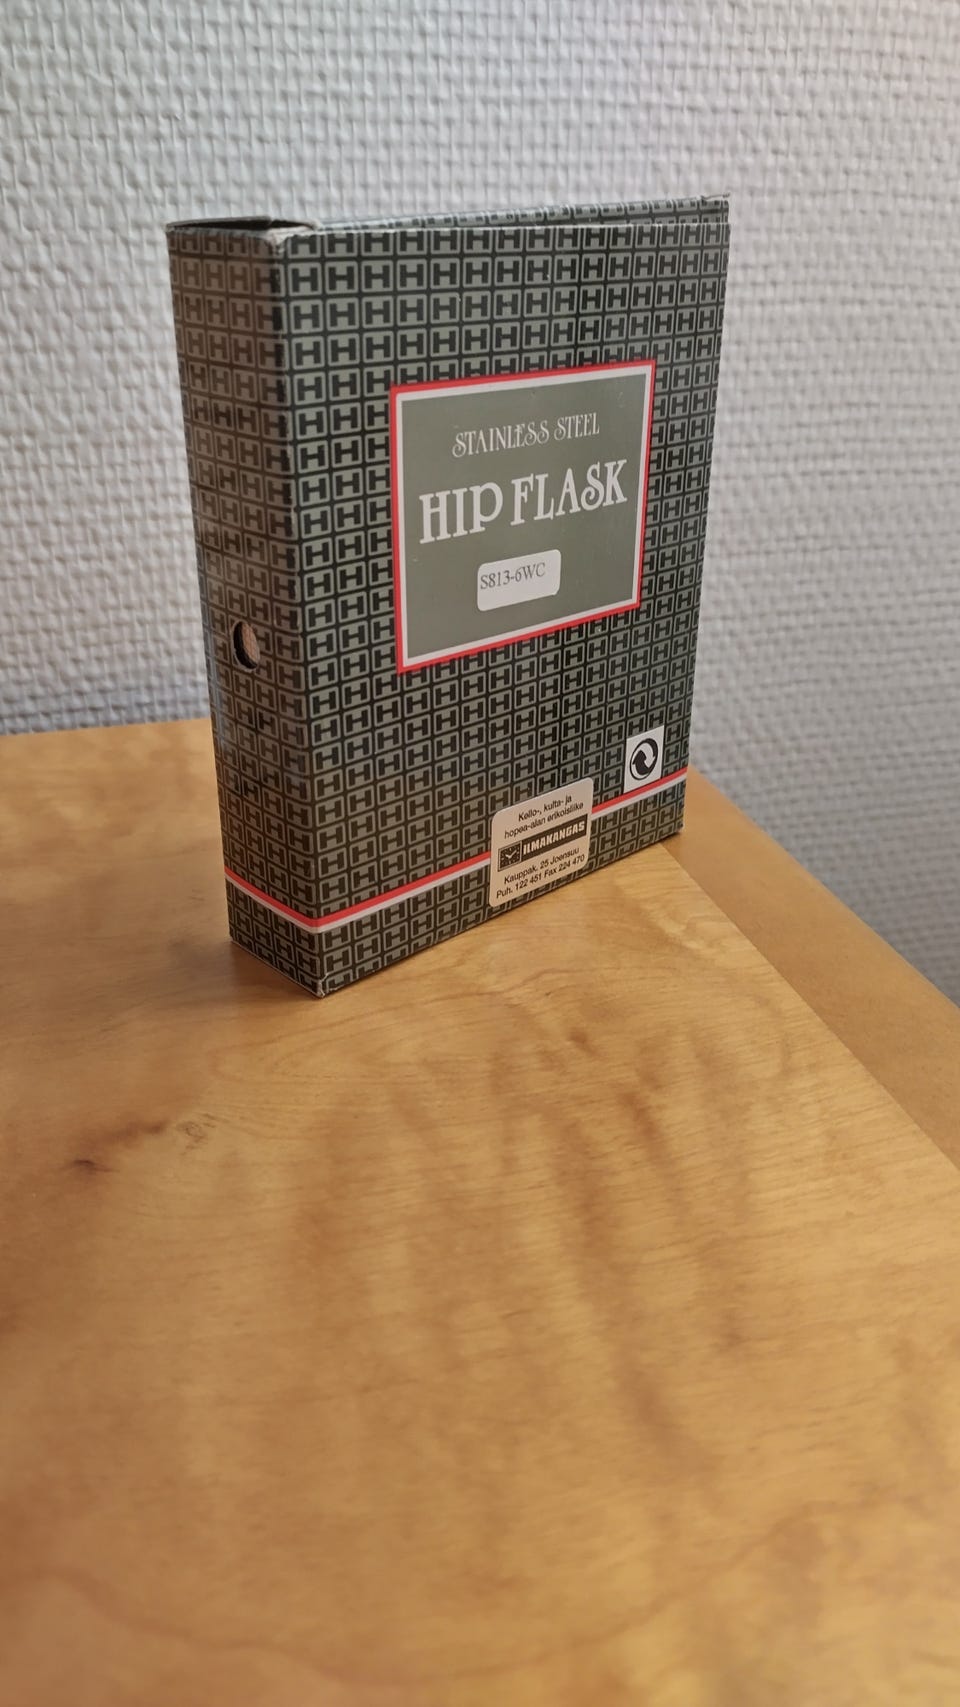 STAINLESS STEEL
HIP FLASK
S813-6WC
Kello-, kulta- ja
hopea-alan erikoisliike
ILMAKANGAS
Kauppak. 25 Joensuu
Puh. 122 451 Fax 224 470